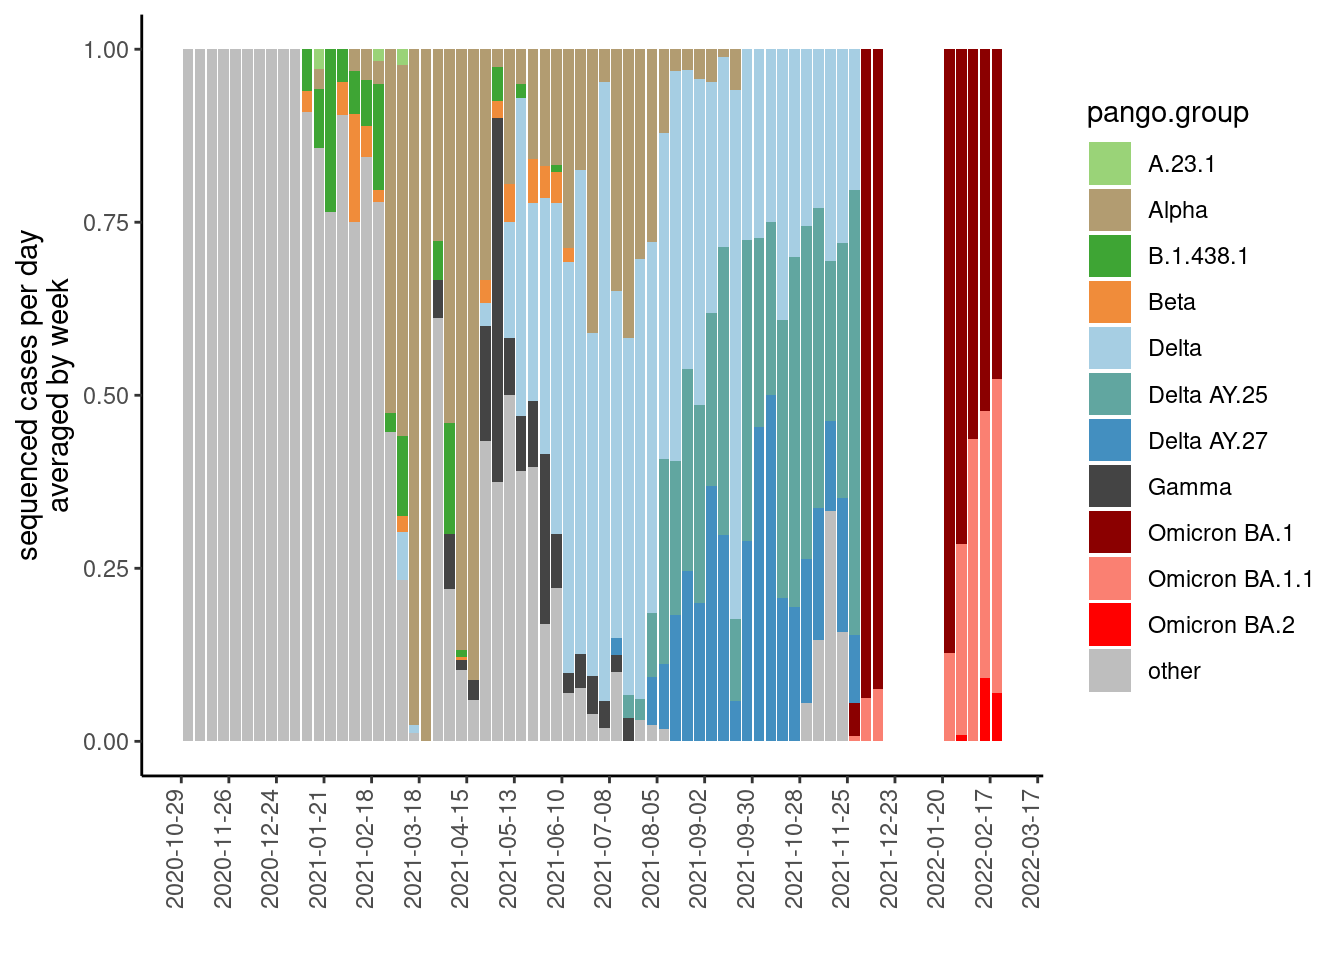 sequenced cases per day
averaged by week
1.00
0.75
0.50
0.25
0.00
2020-10-29
2020-11-26
2020-12-24
2021-01-21
2021-02-18
2021-03-18
2021-04-15
2021-05-13
2021-06-10
2021-07-08
2021-08-05
2021-09-02
2021-09-30
2021-10-28
2021-11-25
2021-12-23
2022-01-20
2022-02-17
2022-03-17
pango.group
A.23.1
Alpha
B.1.438.1
Beta
Delta
Delta AY.25
Delta AY.27
Gamma
Omicron BA.1
Omicron BA.1.1
Omicron BA.2
other